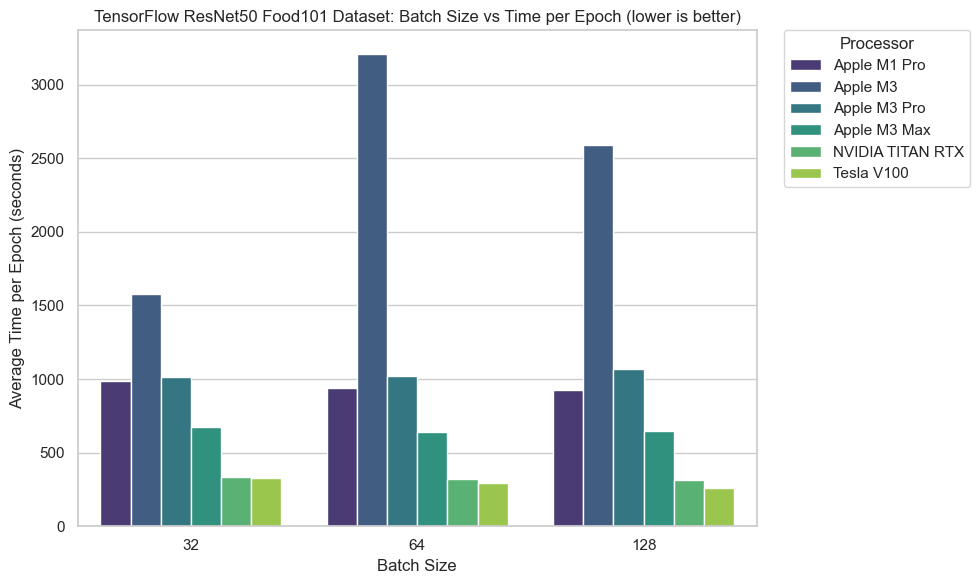 TensorFlow ResNet50 Food101 Dataset: Batch Size vs Time per Epoch (lower is better)
Processor
Apple M1 Pro
Apple M3
Apple M3 Pro
Apple M3 Max
NVIDIA TITAN RTX
Tesla V100
Average Time per Epoch (seconds)
3000
2500
2000
1500
1000
500
0
32 64 128
Batch Size